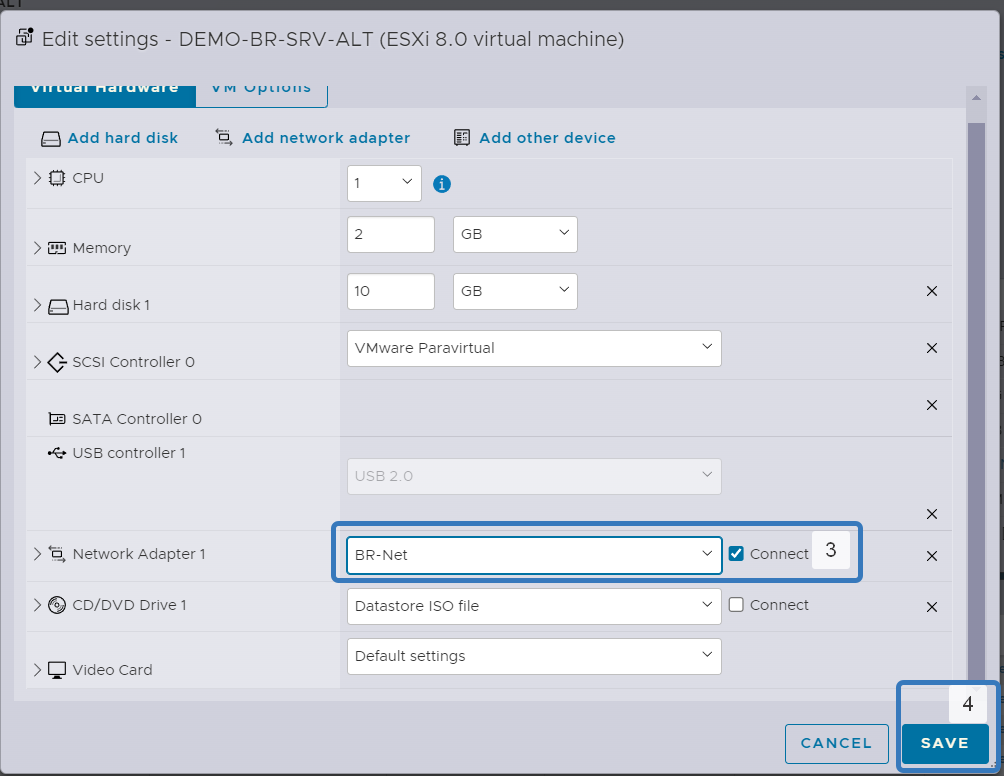 ALT
Edit settings - DEMO-BR-SRV-ALT (ESXi 8.0 virtual machine)
Virtual Hardware VM Options
Add hard disk Add network adapter Add other device
CPU 1
Memory 2 GB
Hard disk 1 10 GB
SCSI Controller 0 VMware Paravirtual
SATA Controller 0
USB controller 1
USB 2.0
Network Adapter 1 BR-Net Connect 3
CD/DVD Drive 1 Datastore ISO file Connect
Video Card Default settings
4
CANCEL SAVE